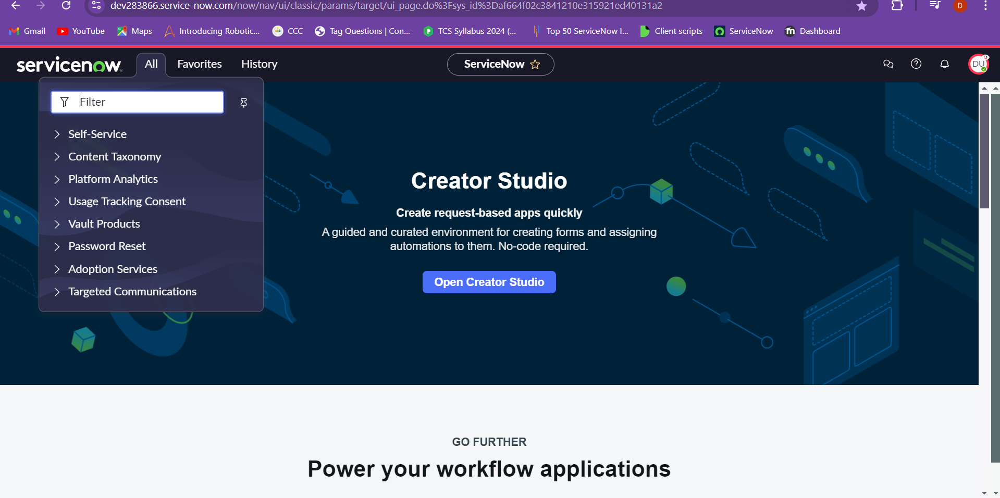 dev283866.service-now.com/now/nav/ui/classic/params/target/ui_page.do%3Fsys_id%3Daf664f02c3841210e315921ed40131a2
D
Gmail YouTube Maps Introducing Robotic... CCC Tag Questions | Con... TCS Syllabus 2024 (... Top 50 ServiceNow I... Client scripts ServiceNow Dashboard
servicenow All Favorites History ServiceNow DU
Filter
Self-Service
Content Taxonomy
Platform Analytics
Usage Tracking Consent
Vault Products
Password Reset
Adoption Services
Targeted Communications
Creator Studio
Create request-based apps quickly
A guided and curated environment for creating forms and assigning
automations to them. No-code required.
Open Creator Studio
GO FURTHER
Power your workflow applications